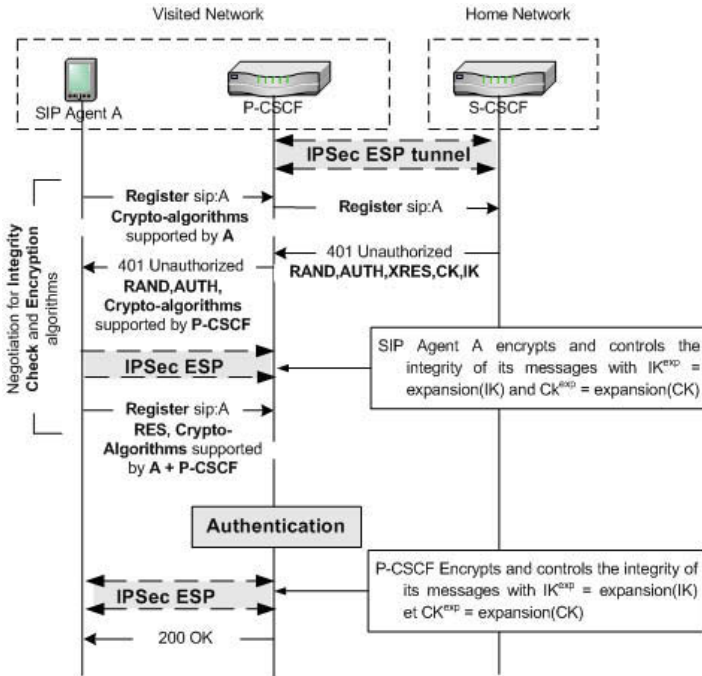 Visited Network
Home Network
SIP Agent A
P-CSCF
S-CSCF
IPSec ESP tunnel
Register sip:A
Crypto-algorithms
supported by A
Register sip:A
401 Unauthorized
RAND,AUTH,XRES,CK,IK
401 Unauthorized
RAND,AUTH,
Crypto-algorithms
supported by P-CSCF
Negotiation for Integrity
Check and Encryption
algorithms
IPSec ESP
SIP Agent A encrypts and controls the
integrity of its messages with IK^exp =
expansion(IK) and Ck^exp = expansion(CK)
Register sip:A
RES, Crypto-
Algorithms supported
by A + P-CSCF
Authentication
IPSec ESP
P-CSCF Encrypts and controls the integrity of
its messages with IK^exp = expansion(IK)
et CK^exp = expansion(CK)
200 OK